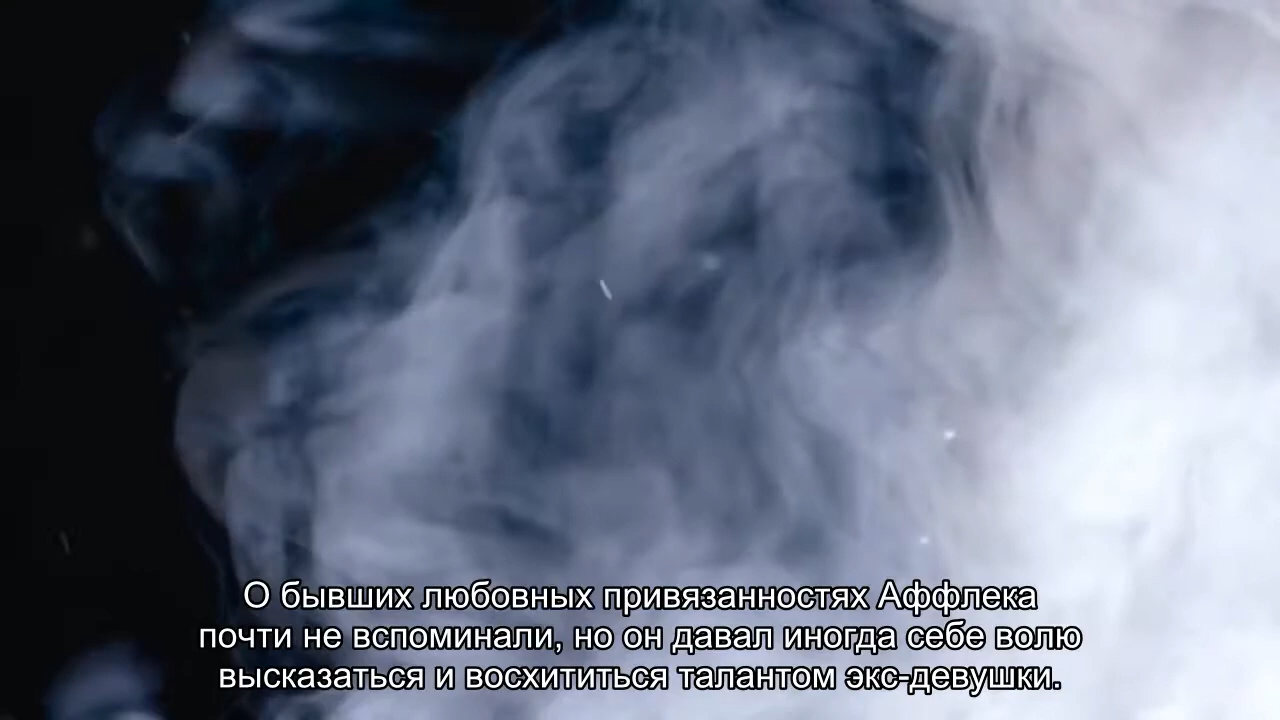 О бывших любовных привязанностях Аффлека
почти не вспоминали, но он давал иногда себе волю
высказаться и восхититься талантом экс-девушки.